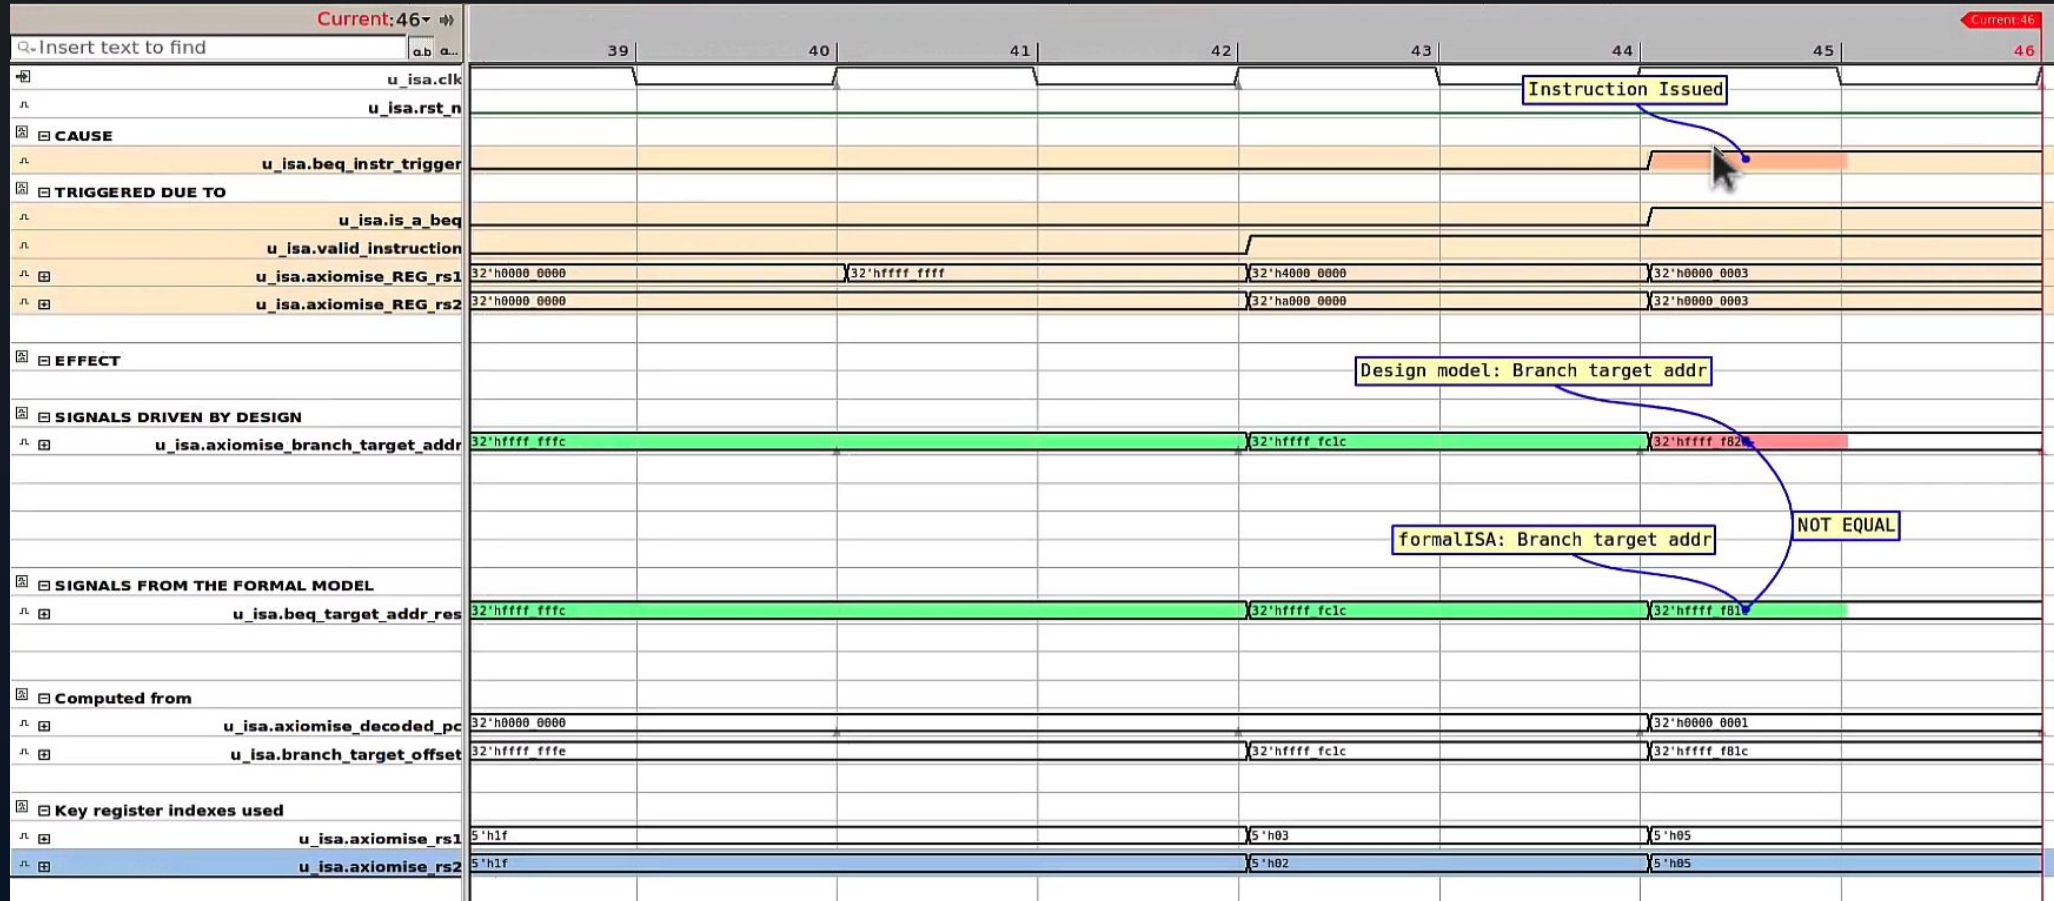 Current:46
Insert text to find
a.b a...
Current:46
39 40 41 42 43 44 45 46
u_isa.clk
Instruction Issued
u_isa.rst_n
CAUSE
u_isa.beq_instr_trigger
TRIGGERED DUE TO
u_isa.is_a_beq
u_isa.valid_instruction
u_isa.axiomise_REG_rs1 32'h0000_0000 32'hffff_ffff 32'h4000_0000 32'h0000_0003
u_isa.axiomise_REG_rs2 32'h0000_0000 32'ha000_0000 32'h0000_0003
EFFECT
Design model: Branch target addr
SIGNALS DRIVEN BY DESIGN
u_isa.axiomise_branch_target_addr 32'hffff_fffc 32'hffff_fc1c
NOT EQUAL
formalISA: Branch target addr
SIGNALS FROM THE FORMAL MODEL
u_isa.beq_target_addr_res 32'hffff_fffc 32'hffff_fc1c
Computed from
u_isa.axiomise_decoded_pc 32'h0000_0000 32'h0000_0001
u_isa.branch_target_offset 32'hffff_fffe 32'hffff_fc1c 32'hffff_f81c
Key register indexes used
u_isa.axiomise_rs1 5'h1f 5'h03 5'h05
u_isa.axiomise_rs2 5'h1f 5'h02 5'h05